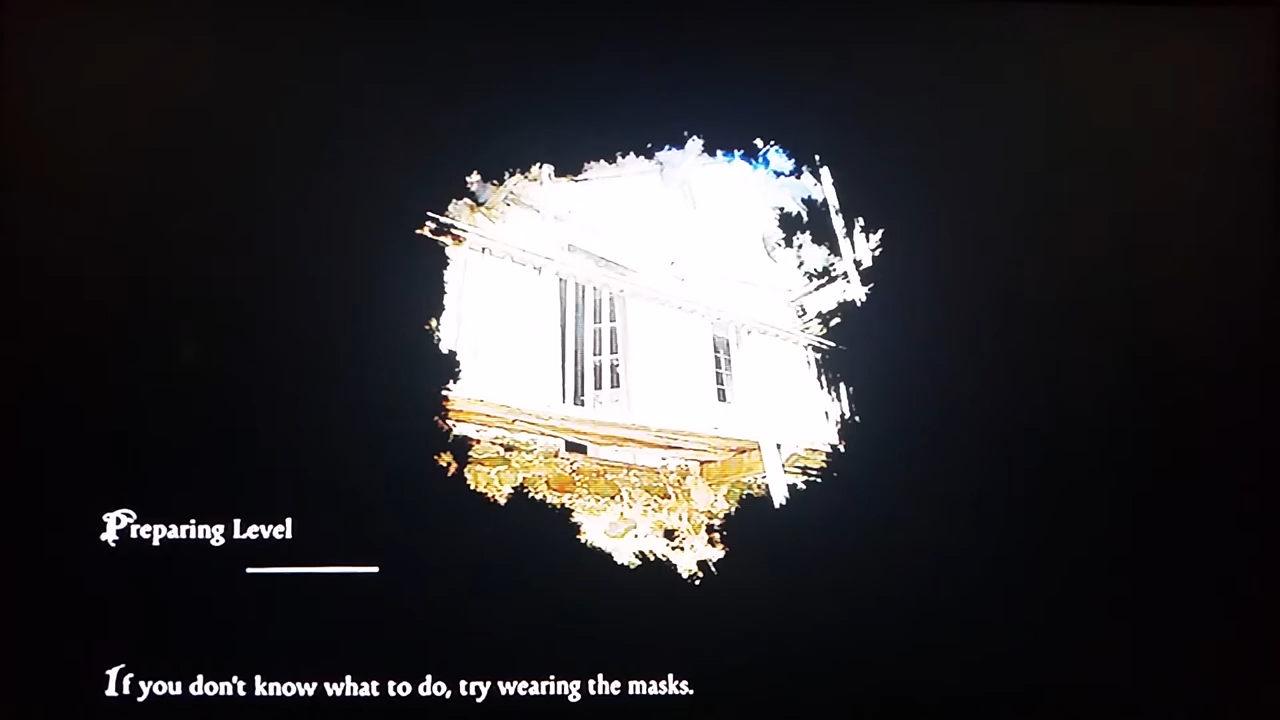 Preparing Level
If you don't know what to do, try wearing the masks.